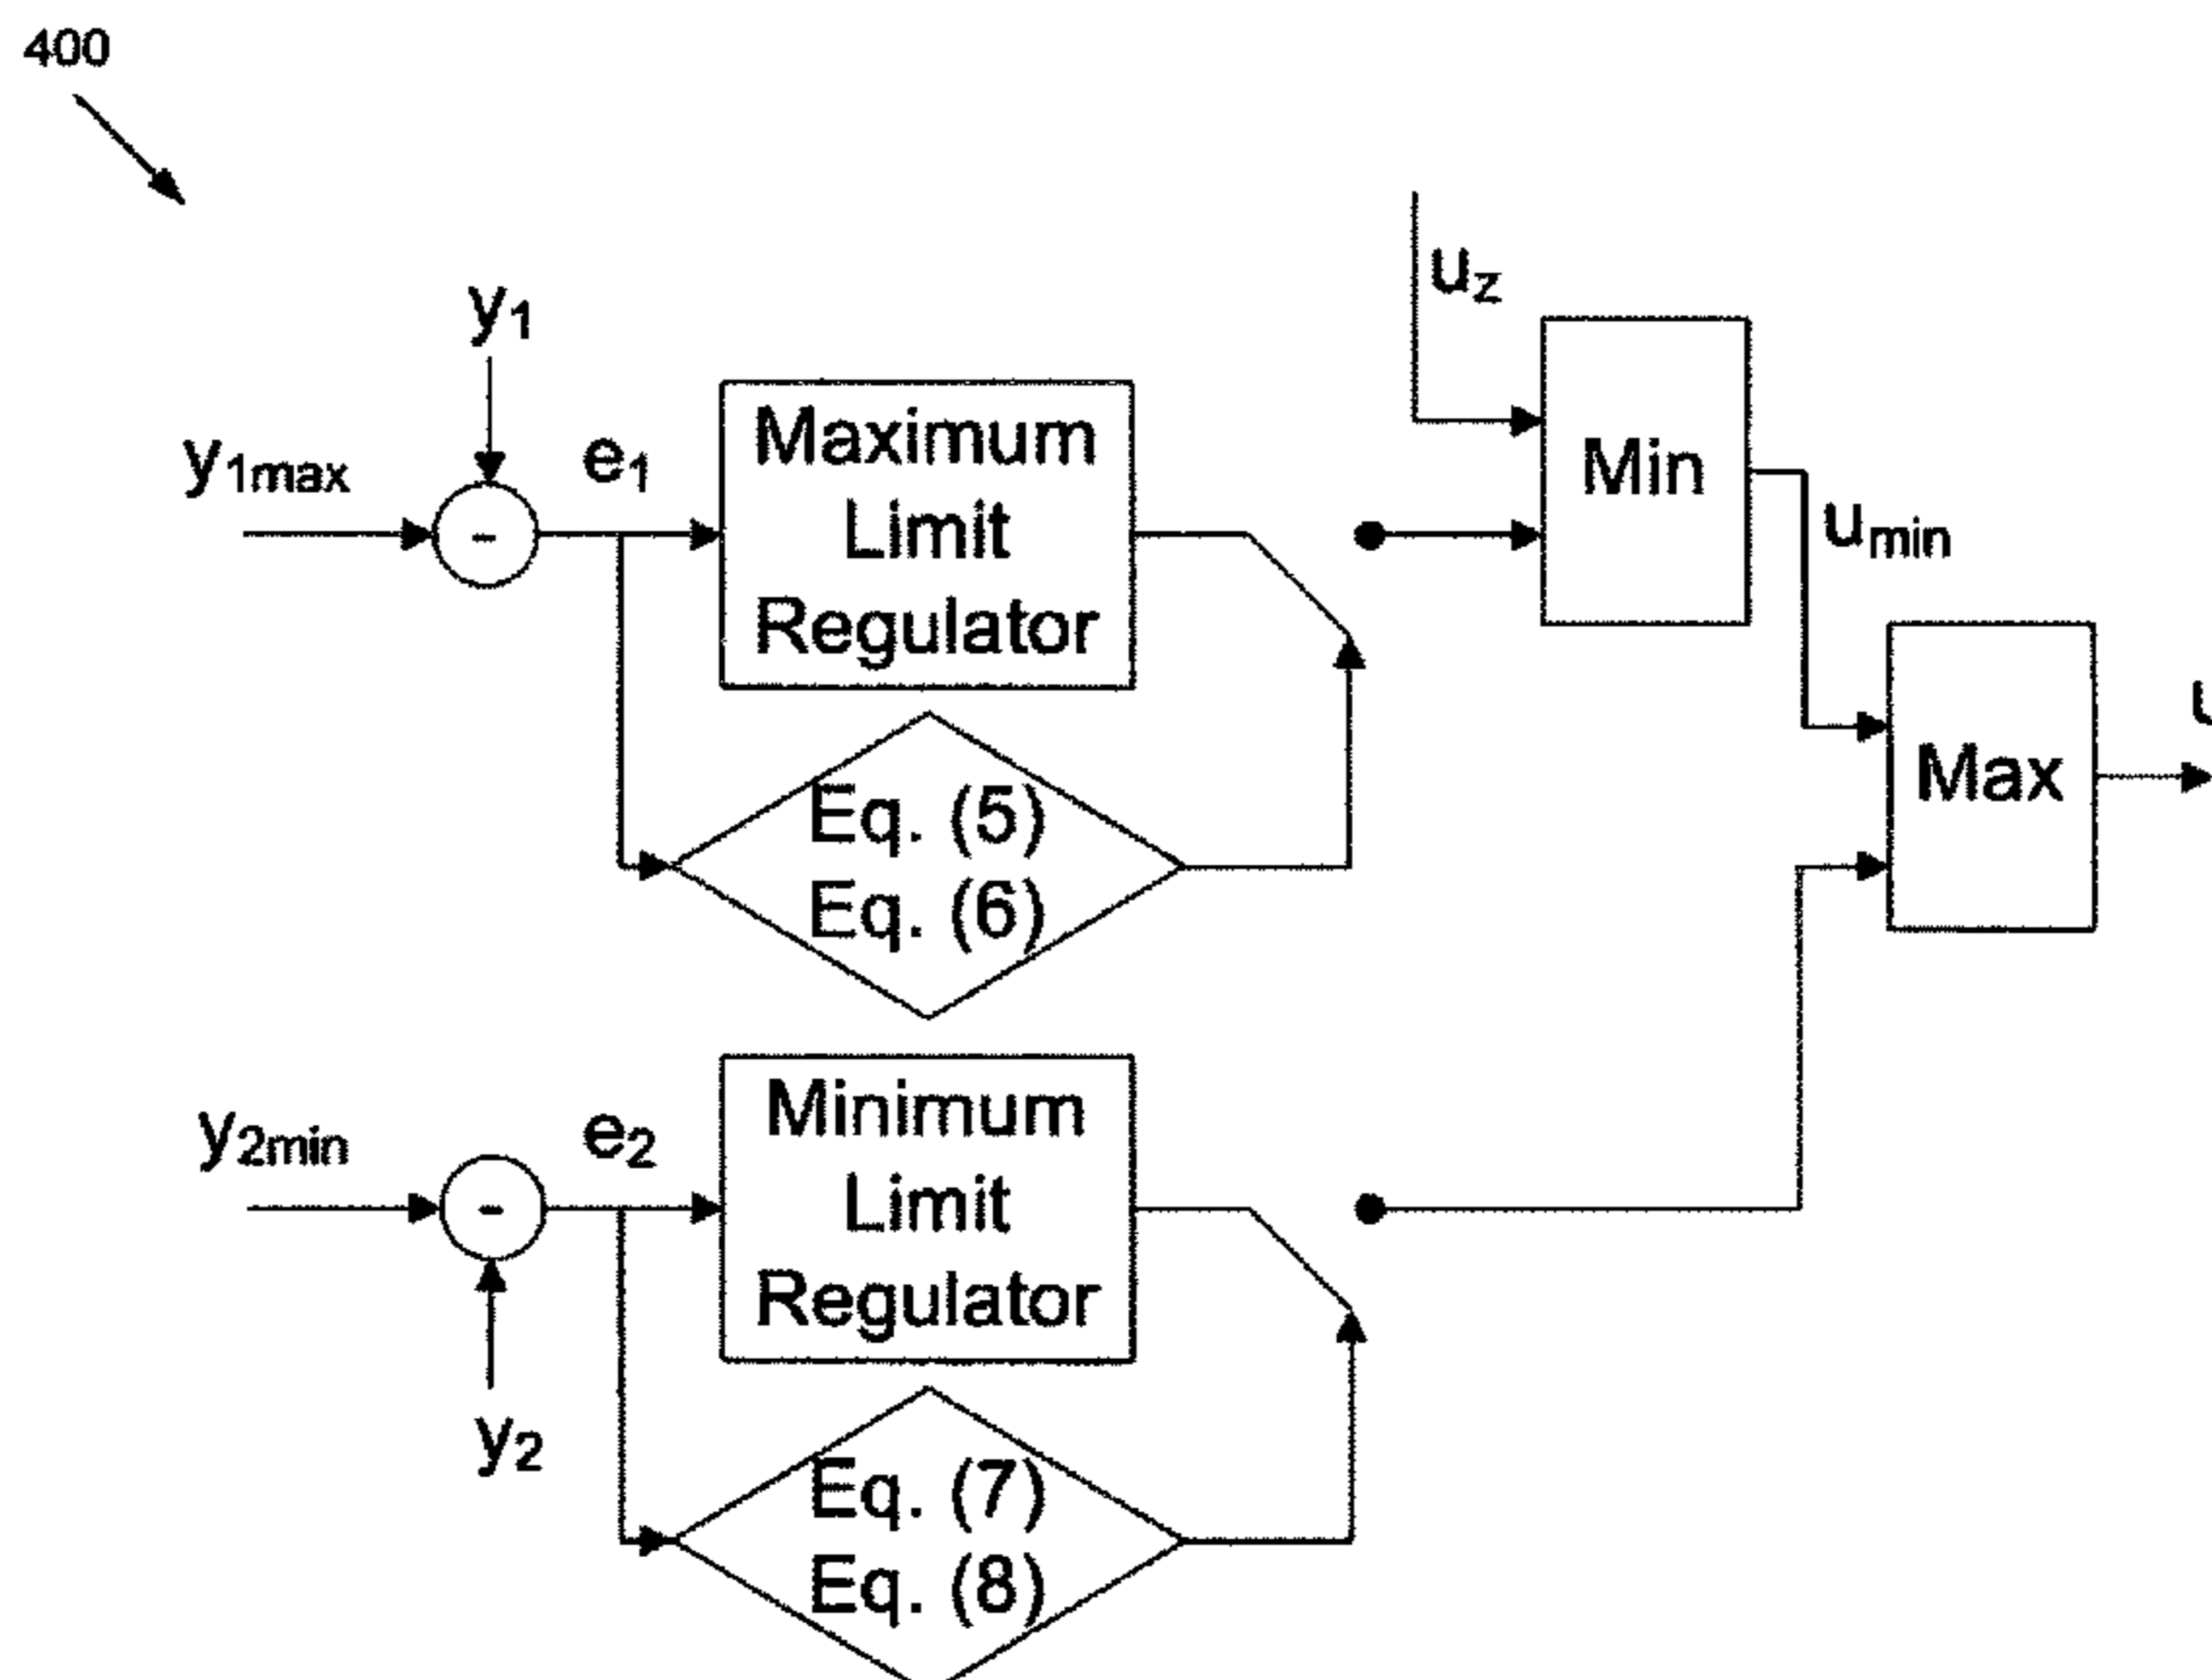 400
y1
y1max
e1
Maximum
Limit
Regulator
uz
Min
umin
Max
u
-
Eq. (5)
Eq. (6)
y2min
e2
Minimum
Limit
Regulator
-
y2
Eq. (7)
Eq. (8)